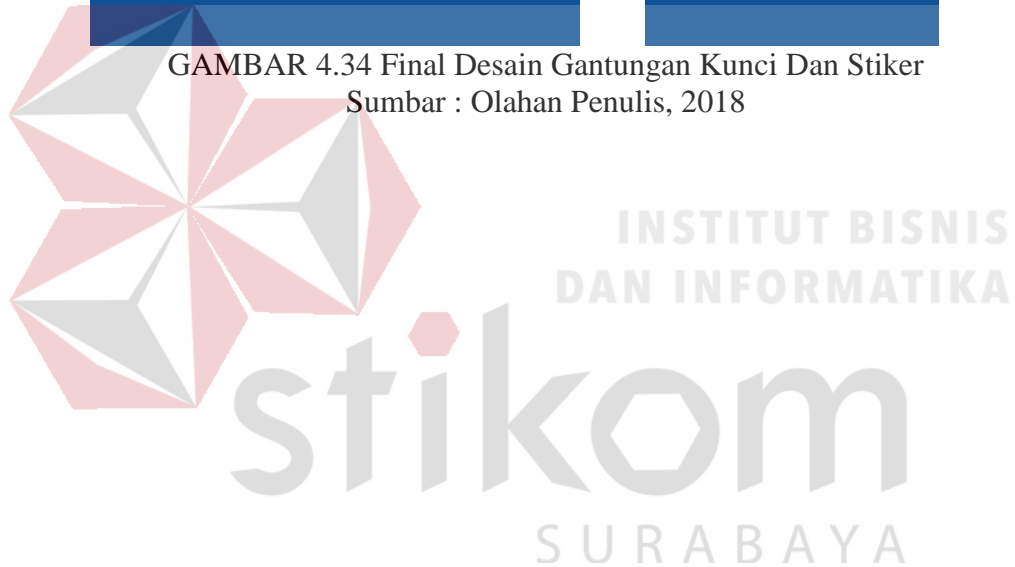 GAMBAR 4.34 Final Desain Gantungan Kunci Dan Stiker
Sumbar : Olahan Penulis, 2018
INSTITUT BISNIS
DAN INFORMATIKA
stikom
SURABAYA